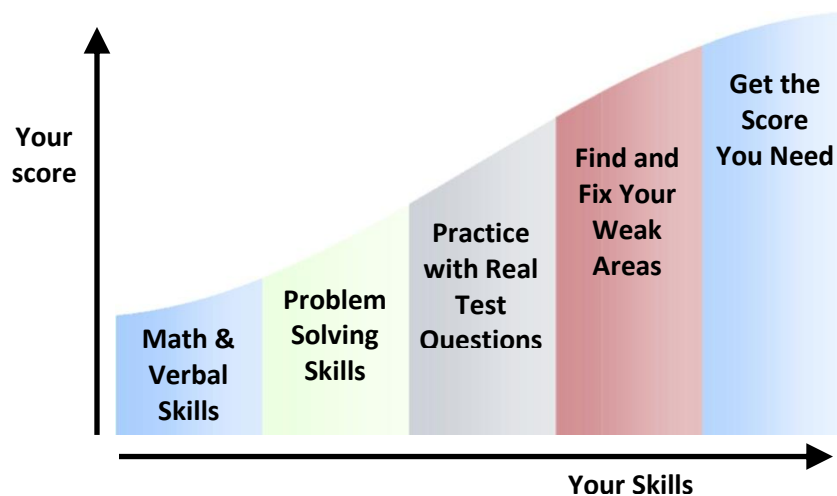 Your
score
Math &
Verbal
Skills
Problem
Solving
Skills
Practice
with Real
Test
Questions
Find and
Fix Your
Weak
Areas
Get the
Score
You Need
Your Skills